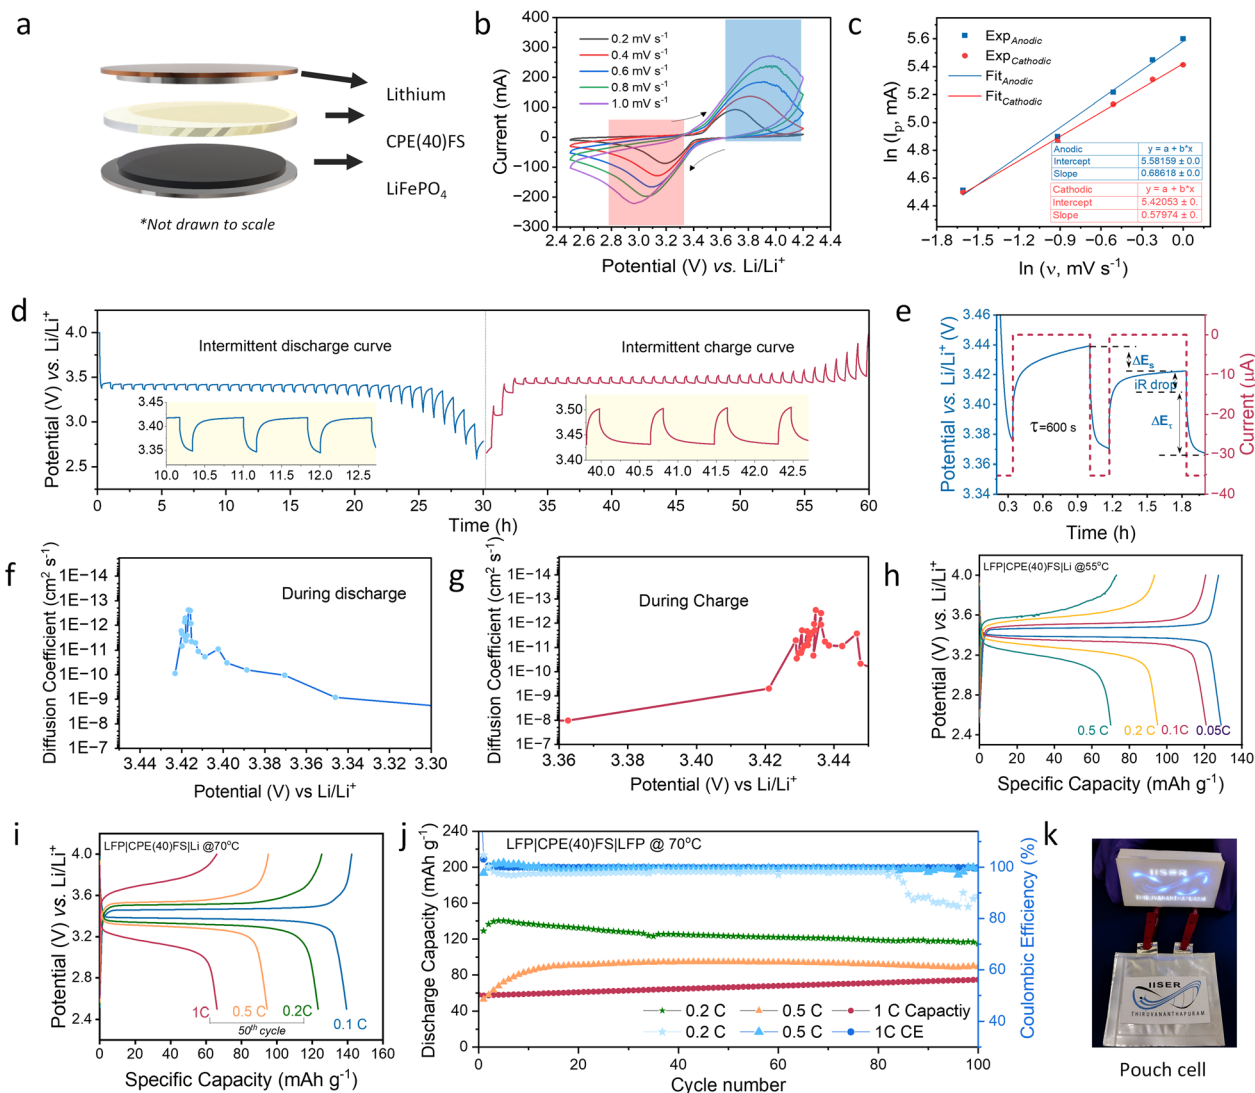 a
Lithium
CPE(40)FS
LiFePO₄
*Not drawn to scale
b
Current (mA)
300
200
100
0
−100
−200
−300
0.2 mV s⁻¹
0.4 mV s⁻¹
0.6 mV s⁻¹
0.8 mV s⁻¹
1.0 mV s⁻¹
2.4 2.6 2.8 3.0 3.2 3.4 3.6 3.8 4.0 4.2 4.4
Potential (V) vs. Li/Li⁺
c
ln (Iₚ, mA)
5.6
5.2
4.8
4.4
Exp Anodic
Exp Cathodic
Fit Anodic
Fit Cathodic
Anodic y = a + b*x
Intercept 5.58159 ± 0.0
Slope 0.68618 ± 0.0
Cathodic y = a + b*x
Intercept 5.42053 ± 0.
Slope 0.57974 ± 0.
−1.8 −1.5 −1.2 −0.9 −0.6 −0.3 0.0
ln (ν, mV s⁻¹)
d
Potential (V) vs. Li/Li⁺
4.0
3.5
3.0
2.5
Intermittent discharge curve
Intermittent charge curve
3.45
3.40
3.35
10.0 10.5 11.0 11.5 12.0 12.5
3.50
3.45
3.40
40.0 40.5 41.0 41.5 42.0 42.5
0 5 10 15 20 25 30 35 40 45 50 55 60
Time (h)
e
Potential vs. Li/Li⁺ (V)
3.46
3.44
3.42
3.40
3.38
3.36
3.34
ΔEₛ
iR drop
ΔE_τ
τ=600 s
0
−10
−20
−30
−40
Current (μA)
0.3 0.6 0.9 1.2 1.5 1.8
Time (h)
f
Diffusion Coefficient (cm² s⁻¹)
1E−14
1E−13
1E−12
1E−11
1E−10
1E−9
1E−8
1E−7
During discharge
3.44 3.42 3.40 3.38 3.36 3.34 3.32 3.30
Potential (V) vs Li/Li⁺
g
Diffusion Coefficient (cm² s⁻¹)
1E−14
1E−13
1E−12
1E−11
1E−10
1E−9
1E−8
1E−7
During Charge
3.36 3.38 3.40 3.42 3.44
Potential (V) vs Li/Li⁺
h
Potential (V) vs. Li/Li⁺
4.0
3.6
3.2
2.8
2.4
LFP|CPE(40)FS|Li @55°C
0.5 C 0.2 C 0.1C 0.05C
0 20 40 60 80 100 120 140
Specific Capacity (mAh g⁻¹)
i
Potential (V) vs. Li/Li⁺
4.0
3.6
3.2
2.8
2.4
LFP|CPE(40)FS|Li @70°C
1C 0.5 C 0.2C 0.1 C
50ᵗʰ cycle
0 20 40 60 80 100 120 140 160
Specific Capacity (mAh g⁻¹)
j
Discharge Capacity (mAh g⁻¹)
240
200
160
120
80
40
0
LFP|CPE(40)FS|LFP @ 70°C
0.2 C 0.5 C 1 C Capactiy
0.2 C 0.5 C 1C CE
100
80
60
40
Coulombic Efficiency (%)
0 20 40 60 80 100
Cycle number
k
IISER
IISER
THIRUVANANTHAPURAM
Pouch cell